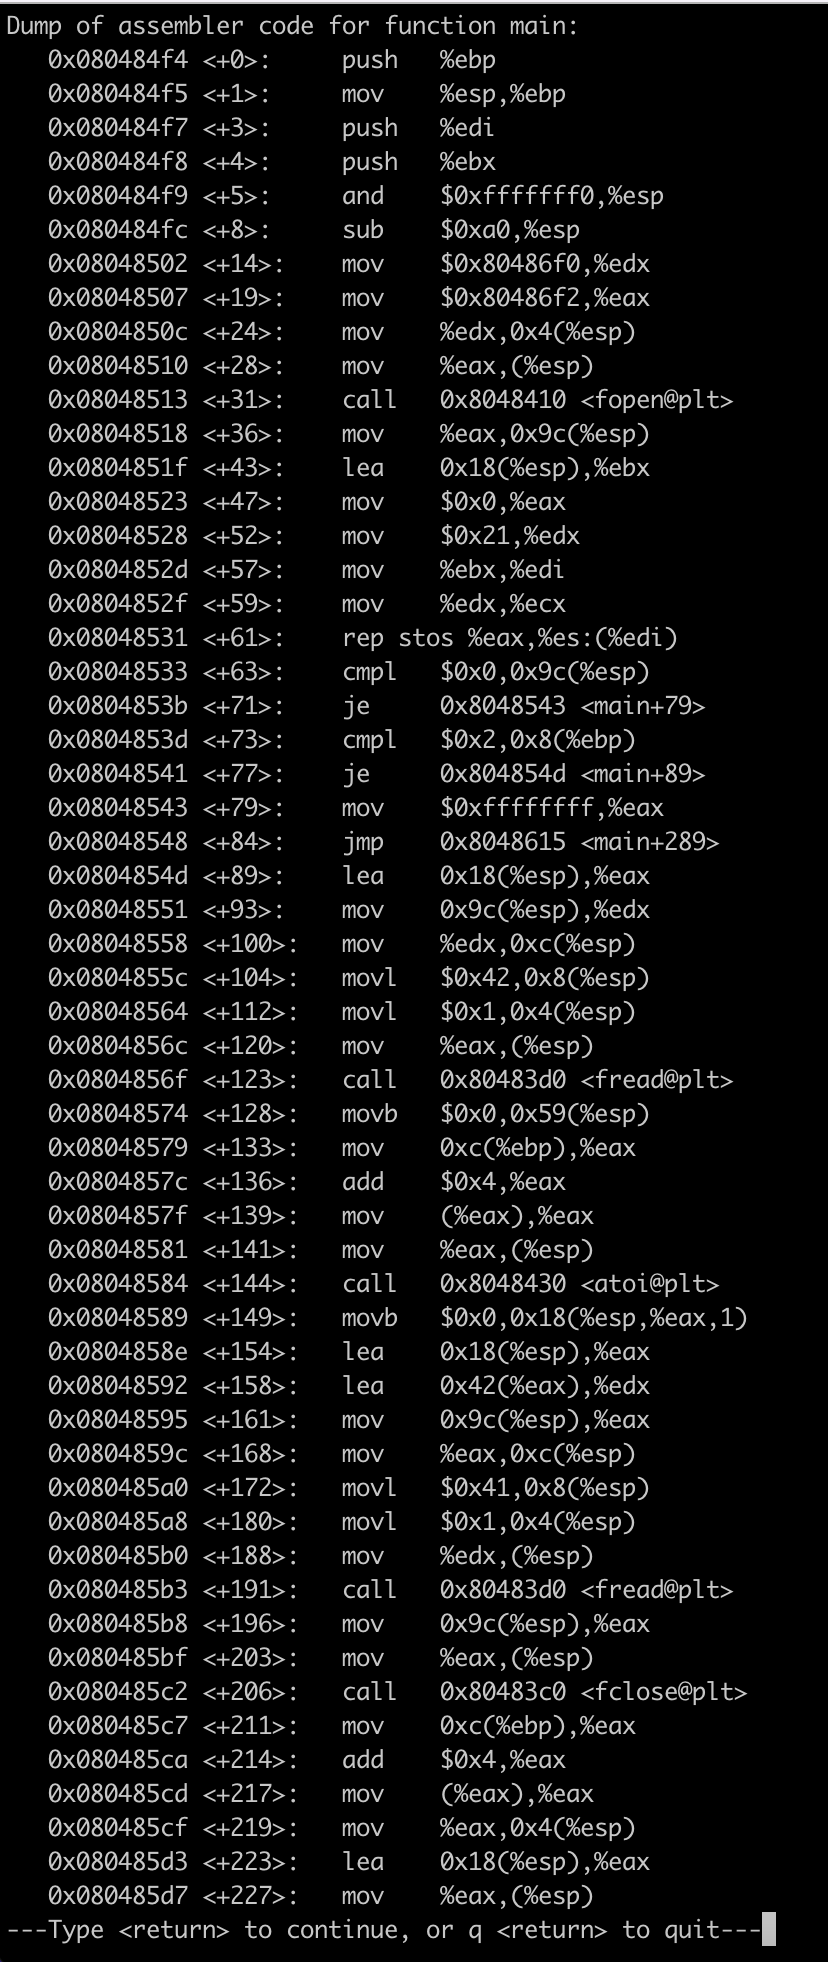 Dump of assembler code for function main:
   0x080484f4 <+0>:     push   %ebp
   0x080484f5 <+1>:     mov    %esp,%ebp
   0x080484f7 <+3>:     push   %edi
   0x080484f8 <+4>:     push   %ebx
   0x080484f9 <+5>:     and    $0xfffffff0,%esp
   0x080484fc <+8>:     sub    $0xa0,%esp
   0x08048502 <+14>:    mov    $0x80486f0,%edx
   0x08048507 <+19>:    mov    $0x80486f2,%eax
   0x0804850c <+24>:    mov    %edx,0x4(%esp)
   0x08048510 <+28>:    mov    %eax,(%esp)
   0x08048513 <+31>:    call   0x8048410 <fopen@plt>
   0x08048518 <+36>:    mov    %eax,0x9c(%esp)
   0x0804851f <+43>:    lea    0x18(%esp),%ebx
   0x08048523 <+47>:    mov    $0x0,%eax
   0x08048528 <+52>:    mov    $0x21,%edx
   0x0804852d <+57>:    mov    %ebx,%edi
   0x0804852f <+59>:    mov    %edx,%ecx
   0x08048531 <+61>:    rep stos %eax,%es:(%edi)
   0x08048533 <+63>:    cmpl   $0x0,0x9c(%esp)
   0x0804853b <+71>:    je     0x8048543 <main+79>
   0x0804853d <+73>:    cmpl   $0x2,0x8(%ebp)
   0x08048541 <+77>:    je     0x804854d <main+89>
   0x08048543 <+79>:    mov    $0xffffffff,%eax
   0x08048548 <+84>:    jmp    0x8048615 <main+289>
   0x0804854d <+89>:    lea    0x18(%esp),%eax
   0x08048551 <+93>:    mov    0x9c(%esp),%edx
   0x08048558 <+100>:   mov    %edx,0xc(%esp)
   0x0804855c <+104>:   movl   $0x42,0x8(%esp)
   0x08048564 <+112>:   movl   $0x1,0x4(%esp)
   0x0804856c <+120>:   mov    %eax,(%esp)
   0x0804856f <+123>:   call   0x80483d0 <fread@plt>
   0x08048574 <+128>:   movb   $0x0,0x59(%esp)
   0x08048579 <+133>:   mov    0xc(%ebp),%eax
   0x0804857c <+136>:   add    $0x4,%eax
   0x0804857f <+139>:   mov    (%eax),%eax
   0x08048581 <+141>:   mov    %eax,(%esp)
   0x08048584 <+144>:   call   0x8048430 <atoi@plt>
   0x08048589 <+149>:   movb   $0x0,0x18(%esp,%eax,1)
   0x0804858e <+154>:   lea    0x18(%esp),%eax
   0x08048592 <+158>:   lea    0x42(%eax),%edx
   0x08048595 <+161>:   mov    0x9c(%esp),%eax
   0x0804859c <+168>:   mov    %eax,0xc(%esp)
   0x080485a0 <+172>:   movl   $0x41,0x8(%esp)
   0x080485a8 <+180>:   movl   $0x1,0x4(%esp)
   0x080485b0 <+188>:   mov    %edx,(%esp)
   0x080485b3 <+191>:   call   0x80483d0 <fread@plt>
   0x080485b8 <+196>:   mov    0x9c(%esp),%eax
   0x080485bf <+203>:   mov    %eax,(%esp)
   0x080485c2 <+206>:   call   0x80483c0 <fclose@plt>
   0x080485c7 <+211>:   mov    0xc(%ebp),%eax
   0x080485ca <+214>:   add    $0x4,%eax
   0x080485cd <+217>:   mov    (%eax),%eax
   0x080485cf <+219>:   mov    %eax,0x4(%esp)
   0x080485d3 <+223>:   lea    0x18(%esp),%eax
   0x080485d7 <+227>:   mov    %eax,(%esp)
---Type <return> to continue, or q <return> to quit---